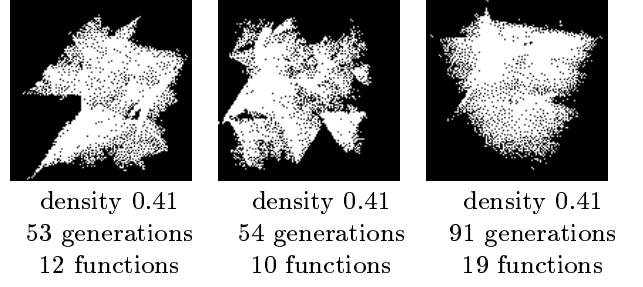 density 0.41 density 0.41 density 0.41
53 generations 54 generations 91 generations
12 functions 10 functions 19 functions